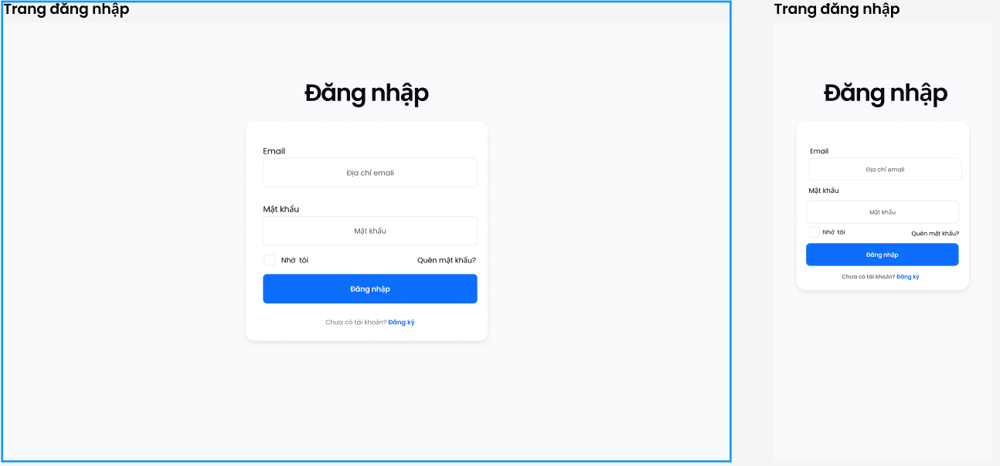 Trang đăng nhập
Đăng nhập
Email
Địa chỉ emali
Mật khẩu
Mật khẩu
Nhớ tôi
Quên mật khẩu?
Đăng nhập
Chưa có tài khoản? Đăng ký
Trang đăng nhập
Đăng nhập
Email
Địa chỉ emali
Mật khẩu
Mật khẩu
Nhớ tôi
Quên mật khẩu?
Đăng nhập
Chưa có tài khoản? Đăng ký